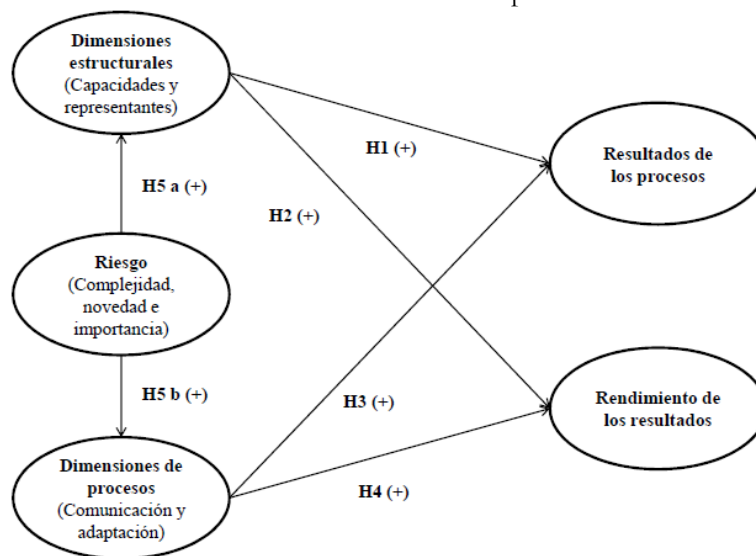 Dimensiones
estructurales
(Capacidades y
representantes)
H1 (+)
Resultados de
los procesos
H5 a (+)
H2 (+)
Riesgo
(Complejidad,
novedad e
importancia)
H5 b (+)
H3 (+)
Rendimiento de
los resultados
Dimensiones de
procesos
(Comunicación y
adaptación)
H4 (+)